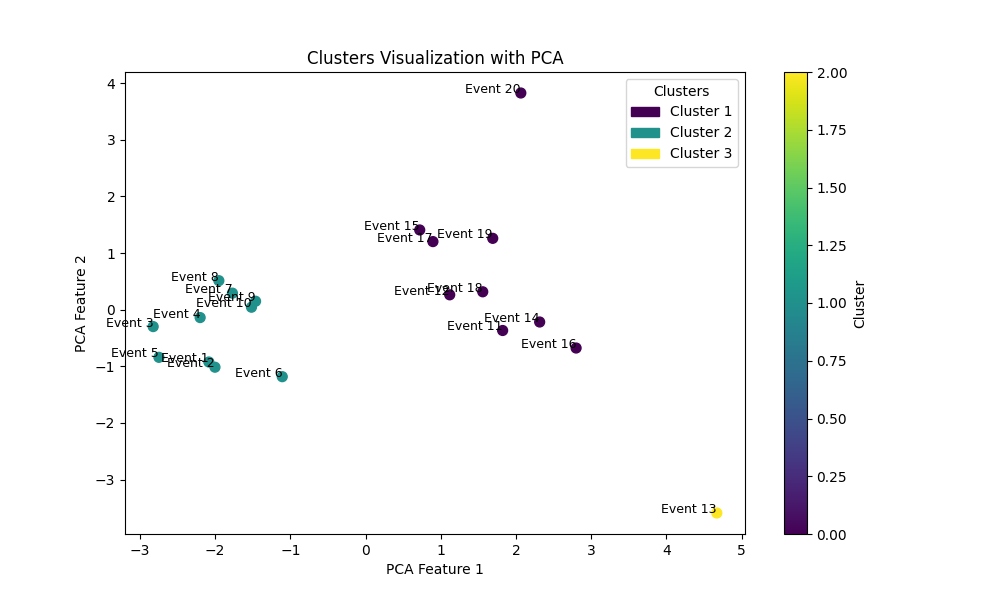 Clusters Visualization with PCA
Event 20
Clusters
Cluster 1
Cluster 2
Cluster 3
Event 15
Event 17
Event 19
Event 8
Event 7
Event 9
Event 10
Event 4
Event 3
Event 12
Event 18
Event 14
Event 11
Event 16
Event 5
Event 1
Event 2
Event 6
Event 13
4
3
2
1
0
−1
−2
−3
PCA Feature 2
−3
−2
−1
0
1
2
3
4
5
PCA Feature 1
2.00
1.75
1.50
1.25
1.00
0.75
0.50
0.25
0.00
Cluster